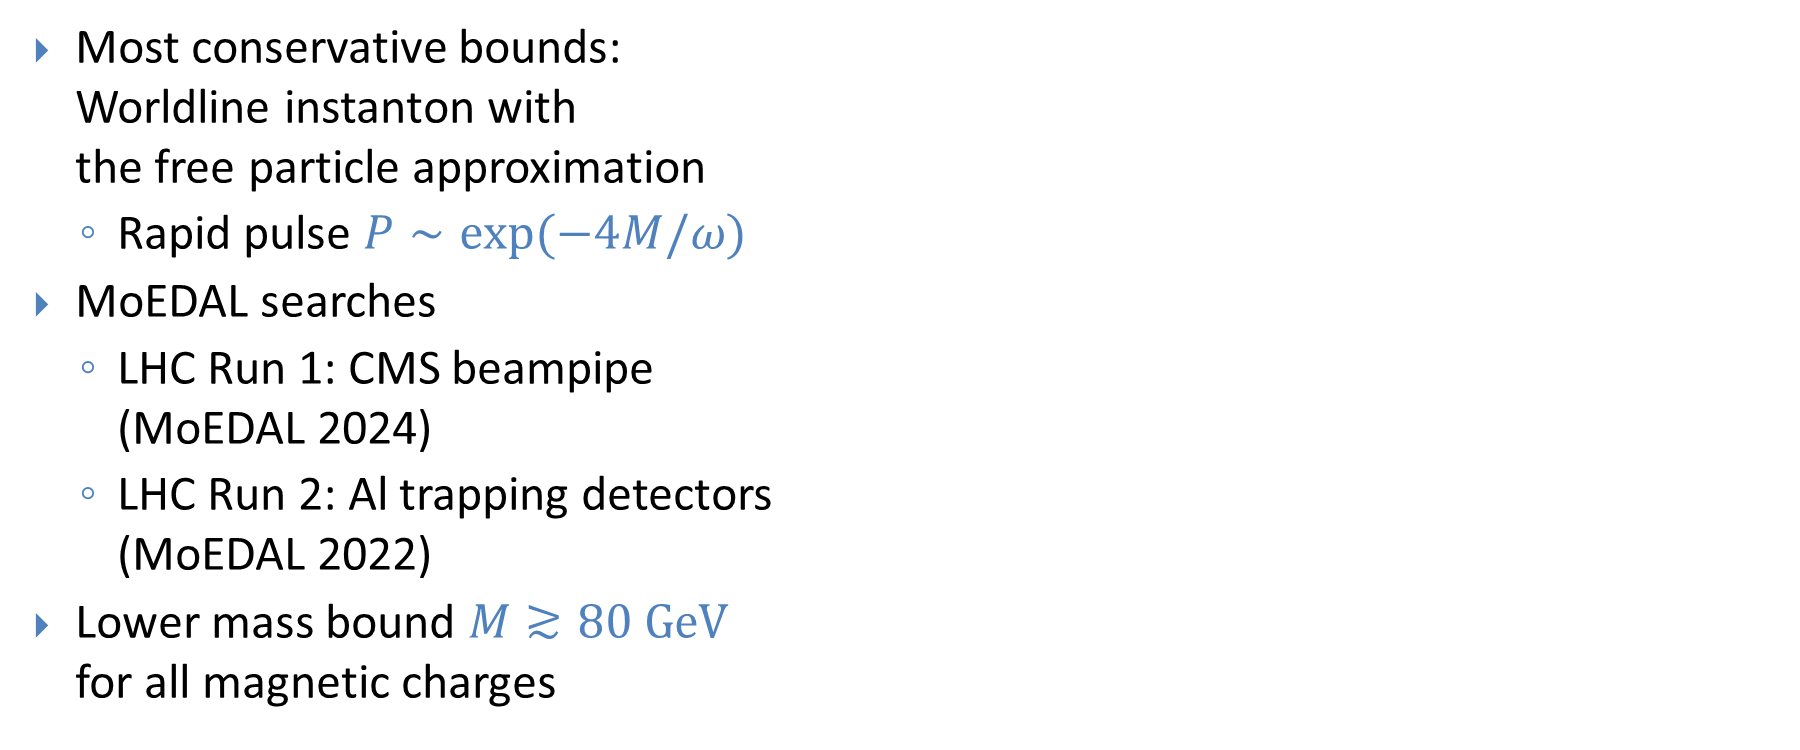 Most conservative bounds:
Worldline instanton with
the free particle approximation
Rapid pulse P ~ exp(−4M/ω)
MoEDAL searches
LHC Run 1: CMS beampipe
(MoEDAL 2024)
LHC Run 2: Al trapping detectors
(MoEDAL 2022)
Lower mass bound M ≳ 80 GeV
for all magnetic charges